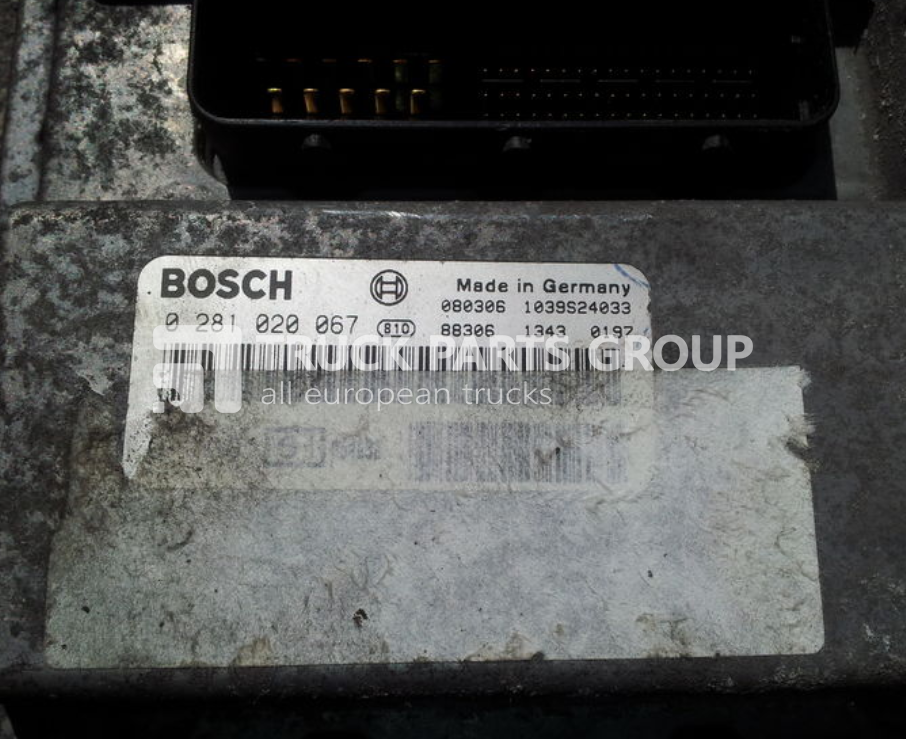 BOSCH
Made in Germany
080306 1039S24033
0 281 020 067 810 88306 1343 0197
TRUCK PARTS GROUP
all european trucks